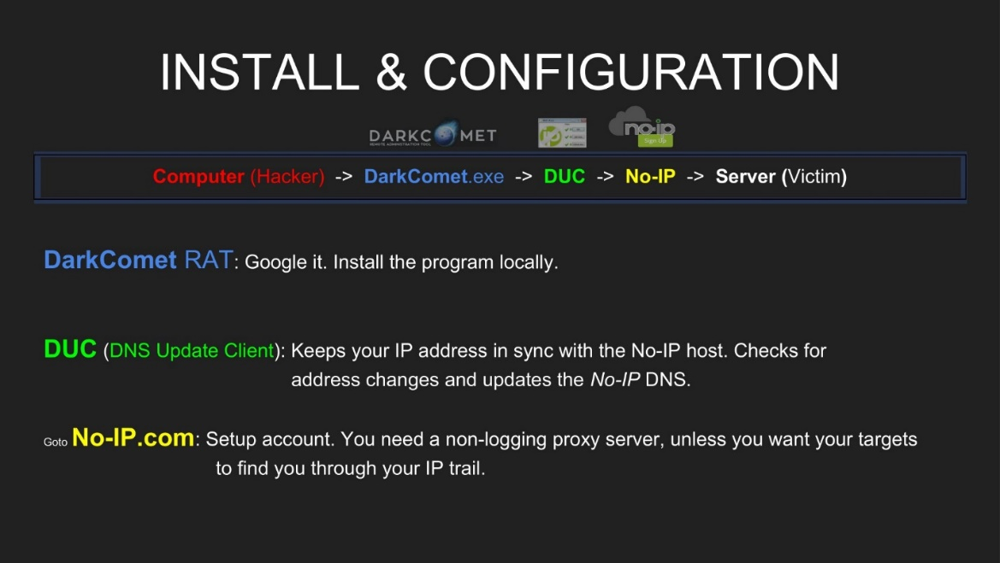 INSTALL & CONFIGURATION
DARKCOMET
REMOTE ADMINISTRATION TOOL
no-ip
Sign Up
Computer (Hacker) -> DarkComet.exe -> DUC -> No-IP -> Server (Victim)
DarkComet RAT: Google it. Install the program locally.
DUC (DNS Update Client): Keeps your IP address in sync with the No-IP host. Checks for
address changes and updates the No-IP DNS.
Goto No-IP.com: Setup account. You need a non-logging proxy server, unless you want your targets
to find you through your IP trail.